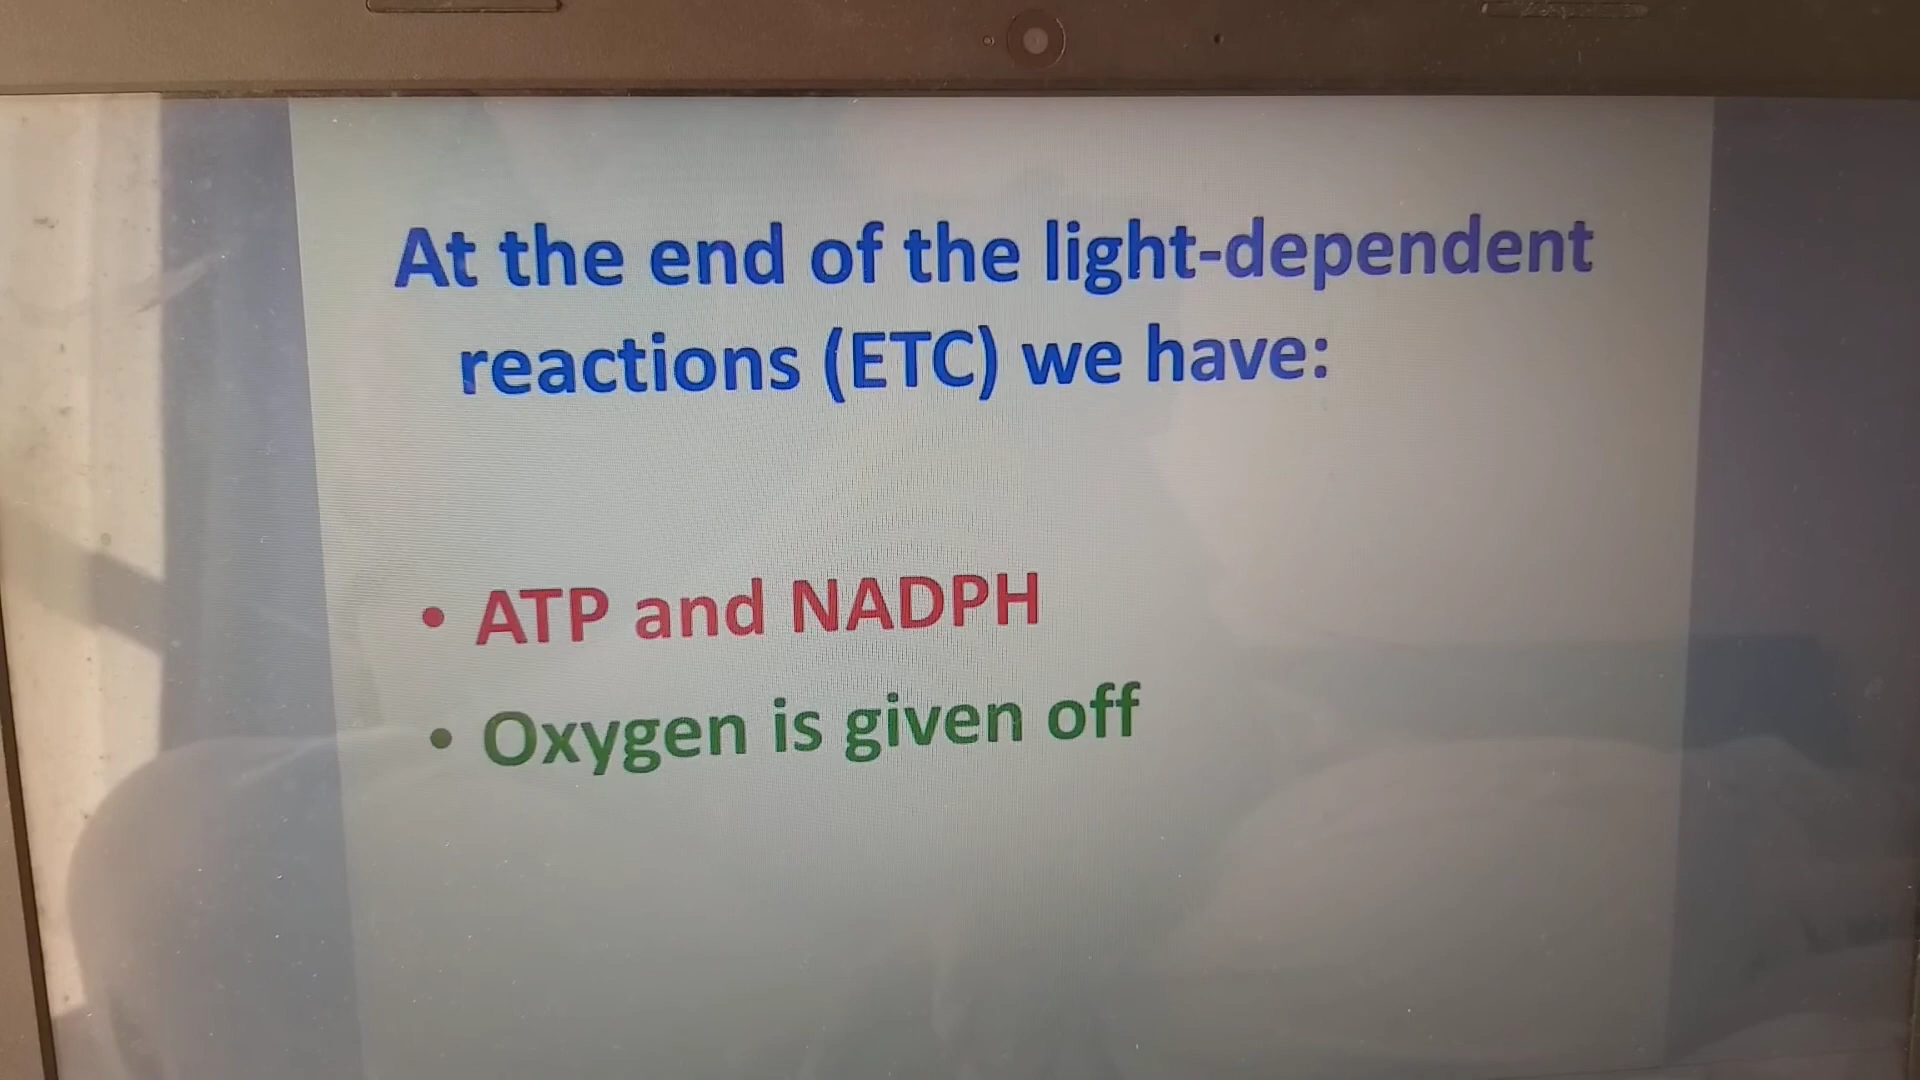 At the end of the light-dependent
reactions (ETC) we have:
• ATP and NADPH
• Oxygen is given off